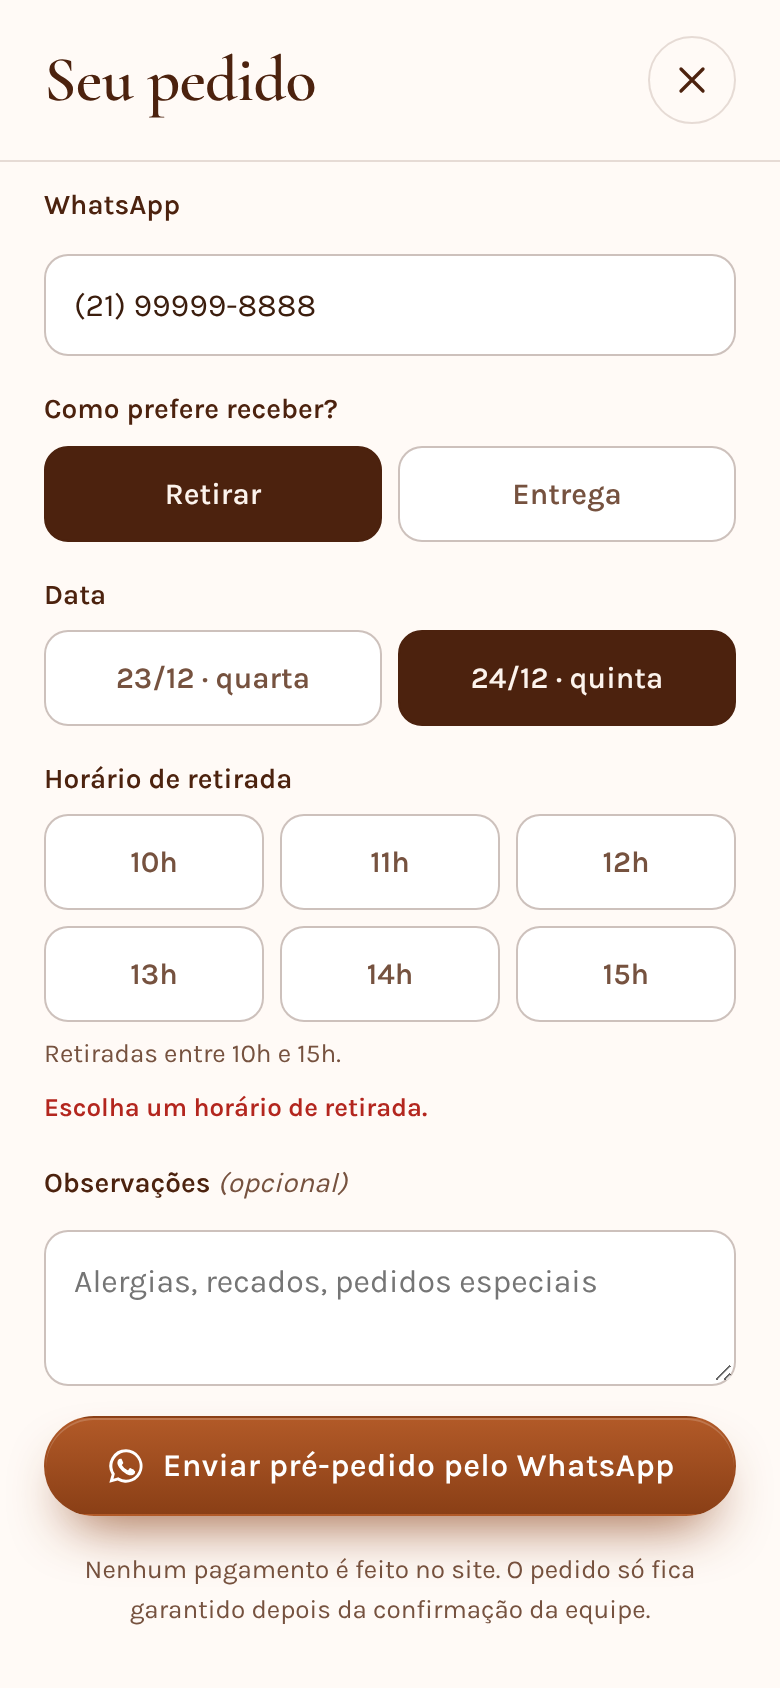 Seu pedido
WhatsApp
(21) 99999-8888
Como prefere receber?
Retirar
Entrega
Data
23/12 · quarta
24/12 · quinta
Horário de retirada
10h
11h
12h
13h
14h
15h
Retiradas entre 10h e 15h.
Escolha um horário de retirada.
Observações (opcional)
Alergias, recados, pedidos especiais
Enviar pré-pedido pelo WhatsApp
Nenhum pagamento é feito no site. O pedido só fica
garantido depois da confirmação da equipe.